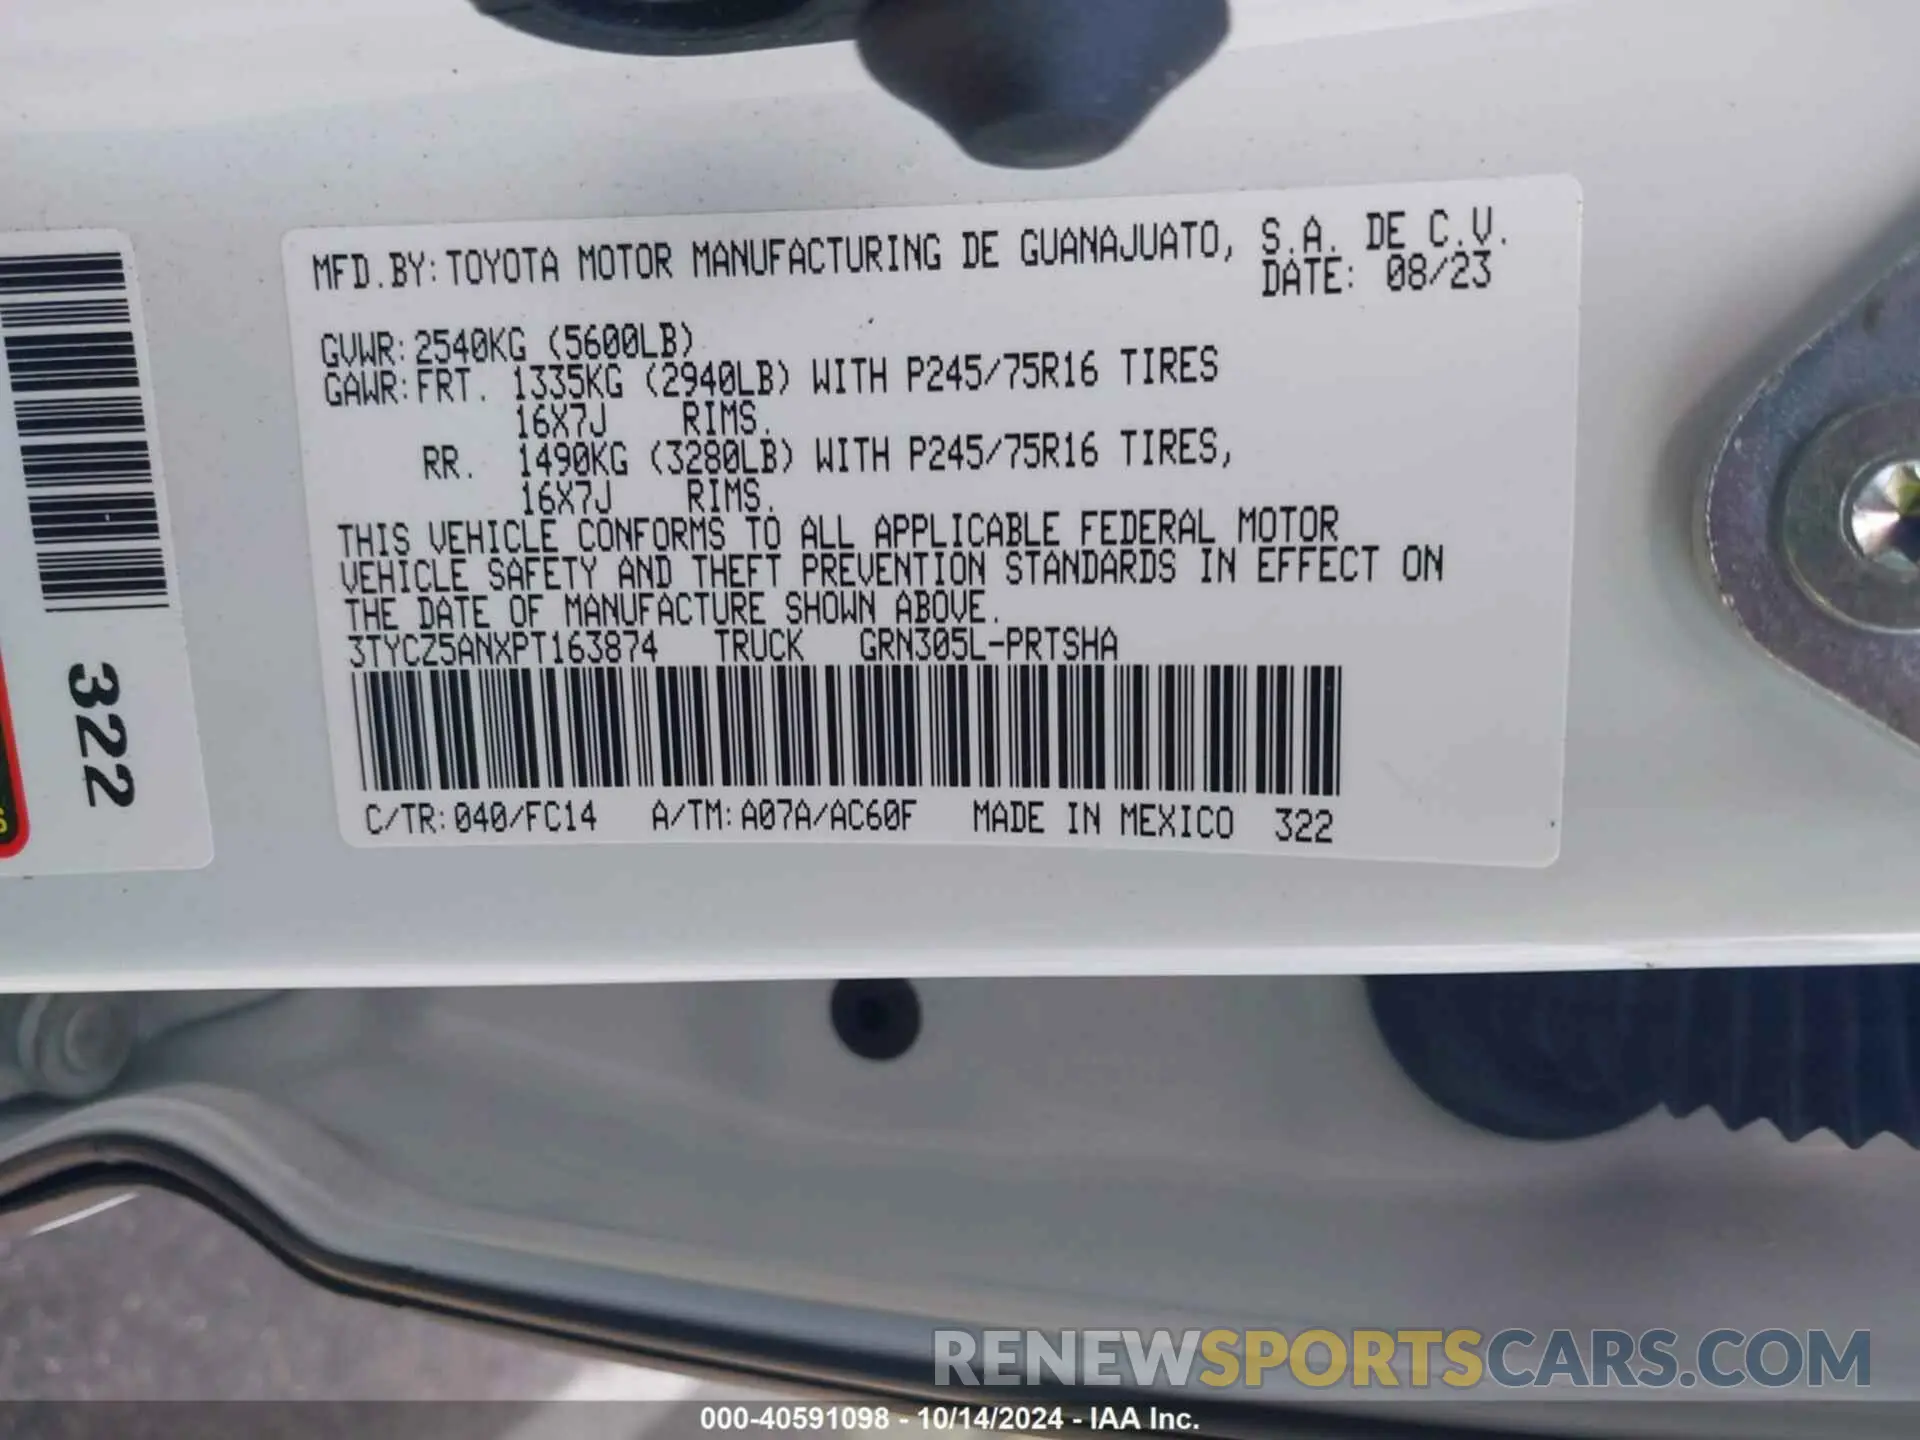 MFD.BY:TOYOTA MOTOR MANUFACTURING DE GUANAJUATO, S.A. DE C.V.
DATE: 08/23
GVWR:2540KG (5600LB)
GAWR:FRT. 1335KG (2940LB) WITH P245/75R16 TIRES
16X7J RIMS.
RR. 1490KG (3280LB) WITH P245/75R16 TIRES,
16X7J RIMS.
THIS VEHICLE CONFORMS TO ALL APPLICABLE FEDERAL MOTOR
VEHICLE SAFETY AND THEFT PREVENTION STANDARDS IN EFFECT ON
THE DATE OF MANUFACTURE SHOWN ABOVE.
3TYCZ5ANXPT163874 TRUCK GRN305L-PRTSHA
C/TR:040/FC14 A/TM:A07A/AC60F MADE IN MEXICO 322
322
RENEWSPORTSCARS.COM
000-40591098 - 10/14/2024 - IAA Inc.